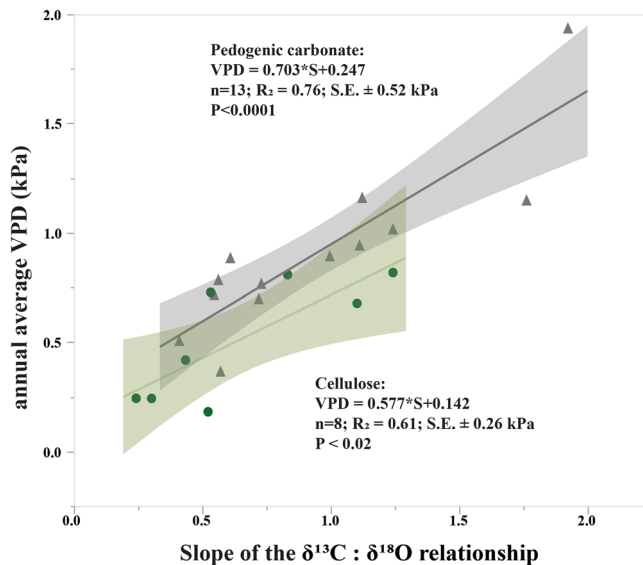 2.0
Pedogenic carbonate:
VPD = 0.703*S+0.247
n=13; R₂ = 0.76; S.E. ± 0.52 kPa
P<0.0001
1.5
annual average VPD (kPa)
1.0
0.5
Cellulose:
VPD = 0.577*S+0.142
n=8; R₂ = 0.61; S.E. ± 0.26 kPa
P < 0.02
0.0
0.0 0.5 1.0 1.5 2.0
Slope of the δ¹³C : δ¹⁸O relationship